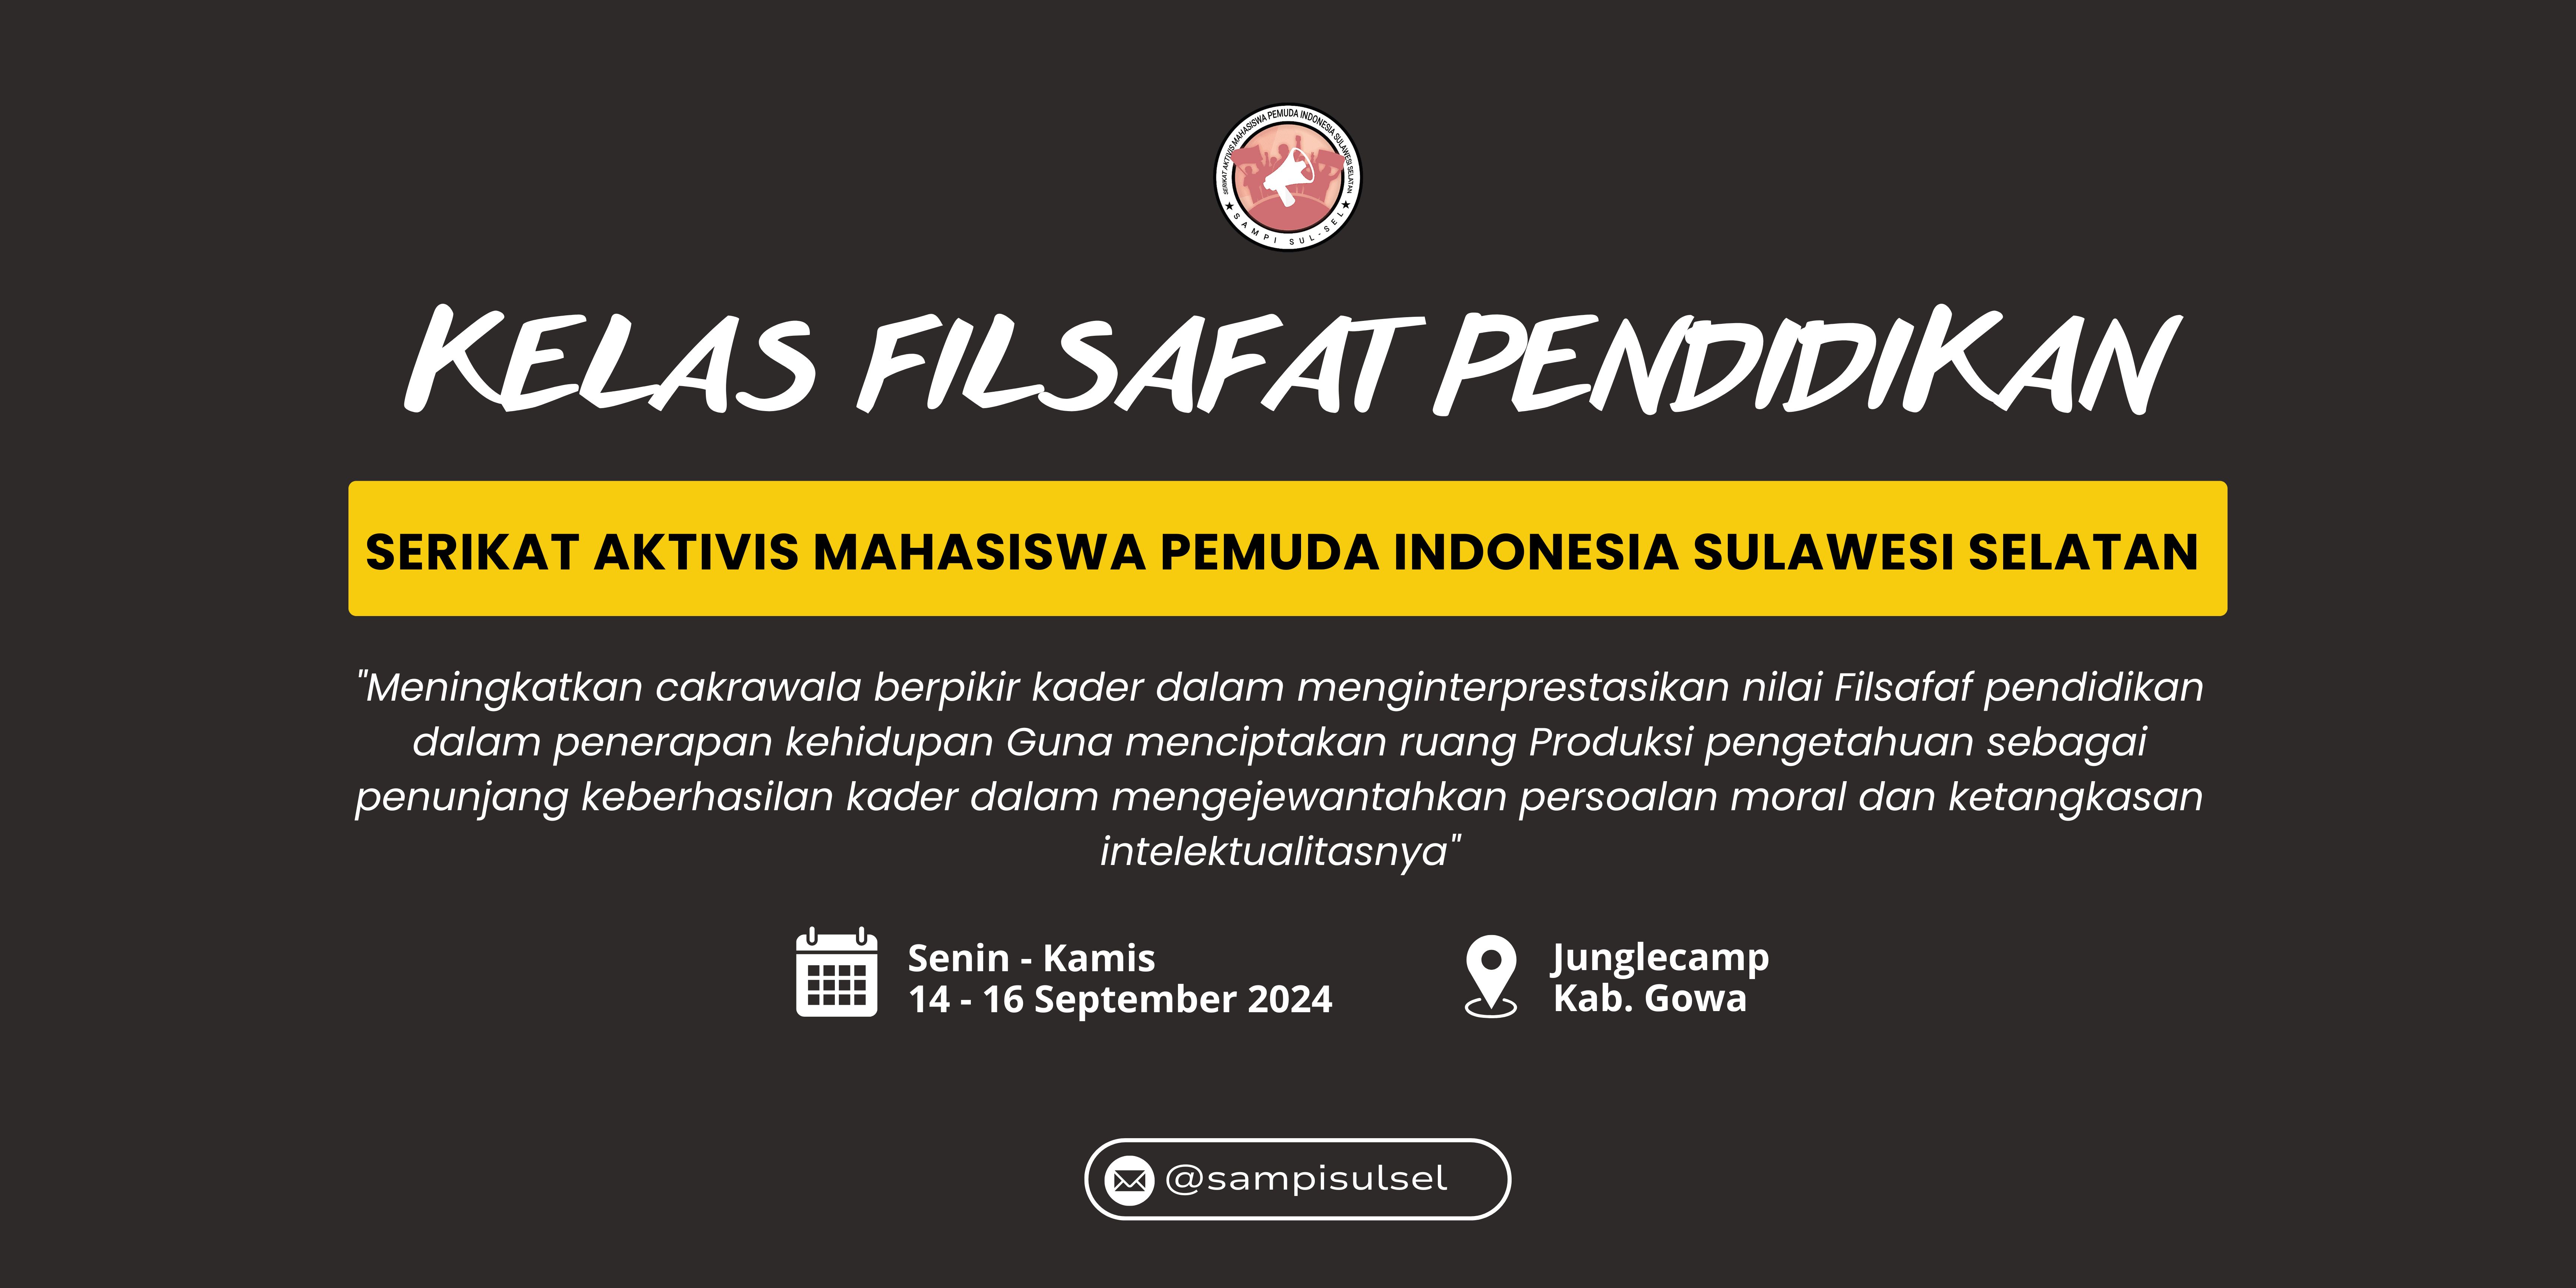 SERIKAT AKTIVIS MAHASISWA PEMUDA INDONESIA SULAWESI SELATAN
★ SAMPI SUL-SEL ★
KELAS FILSAFAT PENDIDIKAN
SERIKAT AKTIVIS MAHASISWA PEMUDA INDONESIA SULAWESI SELATAN
"Meningkatkan cakrawala berpikir kader dalam menginterprestasikan nilai Filsafaf pendidikan
dalam penerapan kehidupan Guna menciptakan ruang Produksi pengetahuan sebagai
penunjang keberhasilan kader dalam mengejewantahkan persoalan moral dan ketangkasan
intelektualitasnya"
Senin - Kamis
14 - 16 September 2024
Junglecamp
Kab. Gowa
@sampisulsel